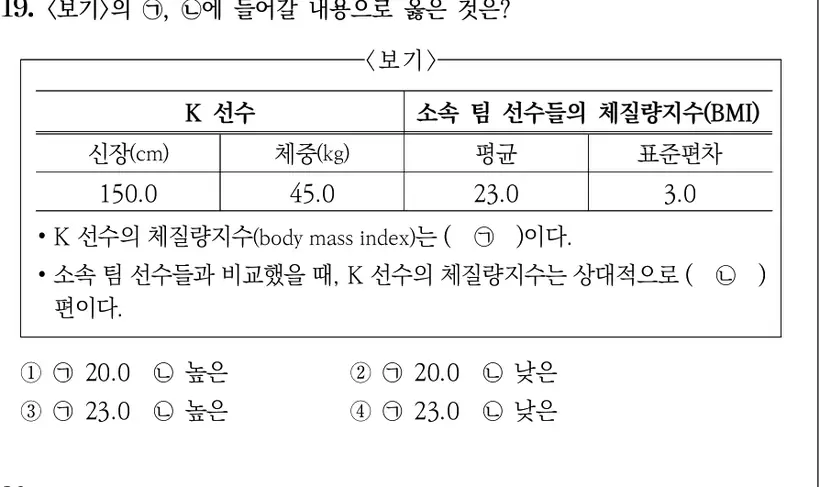 19. <보기>의 ㉠, ㉡에 들어갈 내용으로 옳은 것은?
<보기>
K 선수 소속 팀 선수들의 체질량지수(BMI)
신장(cm) 체중(kg) 평균 표준편차
150.0 45.0 23.0 3.0
• K 선수의 체질량지수(body mass index)는 ( ㉠ )이다.
• 소속 팀 선수들과 비교했을 때, K 선수의 체질량지수는 상대적으로 ( ㉡ )
편이다.
① ㉠ 20.0 ㉡ 높은 ② ㉠ 20.0 ㉡ 낮은
③ ㉠ 23.0 ㉡ 높은 ④ ㉠ 23.0 ㉡ 낮은